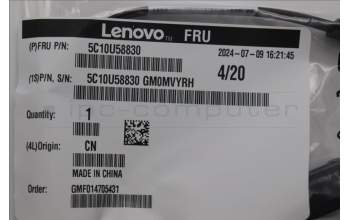 Lenovo™ FRU
(P)FRU P/N: 5C10U58830 2024-07-09 16:21:45
(1S)P/N, S/N: 5C10U58830 GM0MVYRH 4/20
Quantity: 1
(4L)Origin: CN
MADE IN CHINA
Order: GMF014705431